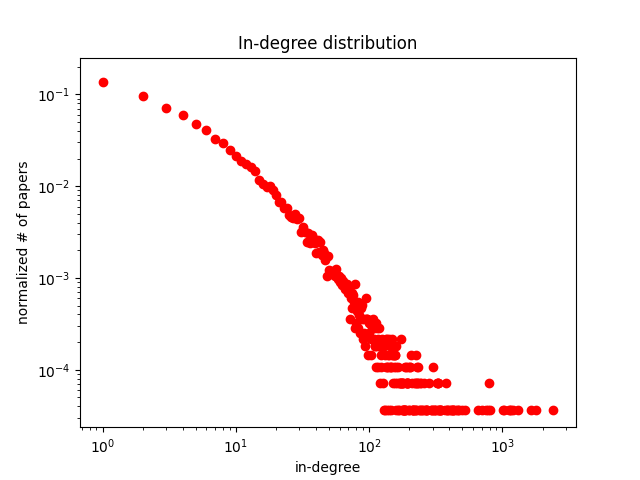 In-degree distribution
normalized # of papers
10⁻¹
10⁻²
10⁻³
10⁻⁴
10⁰ 10¹ 10² 10³
in-degree